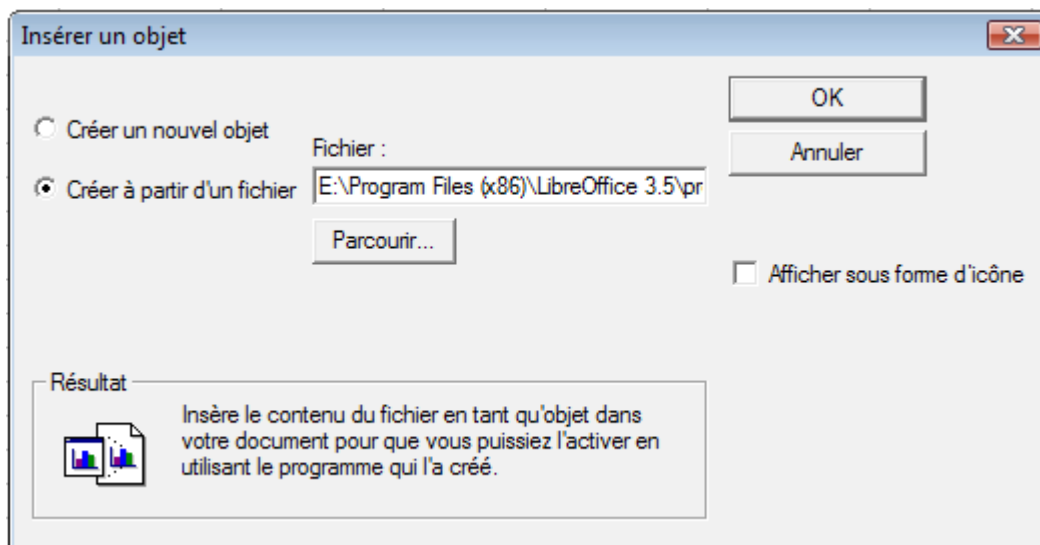 Insérer un objet
Créer un nouvel objet
Créer à partir d'un fichier
Fichier :
E:\Program Files (x86)\LibreOffice 3.5\pr
Parcourir...
OK
Annuler
Afficher sous forme d'icône
Résultat
Insère le contenu du fichier en tant qu'objet dans
votre document pour que vous puissiez l'activer en
utilisant le programme qui l'a créé.